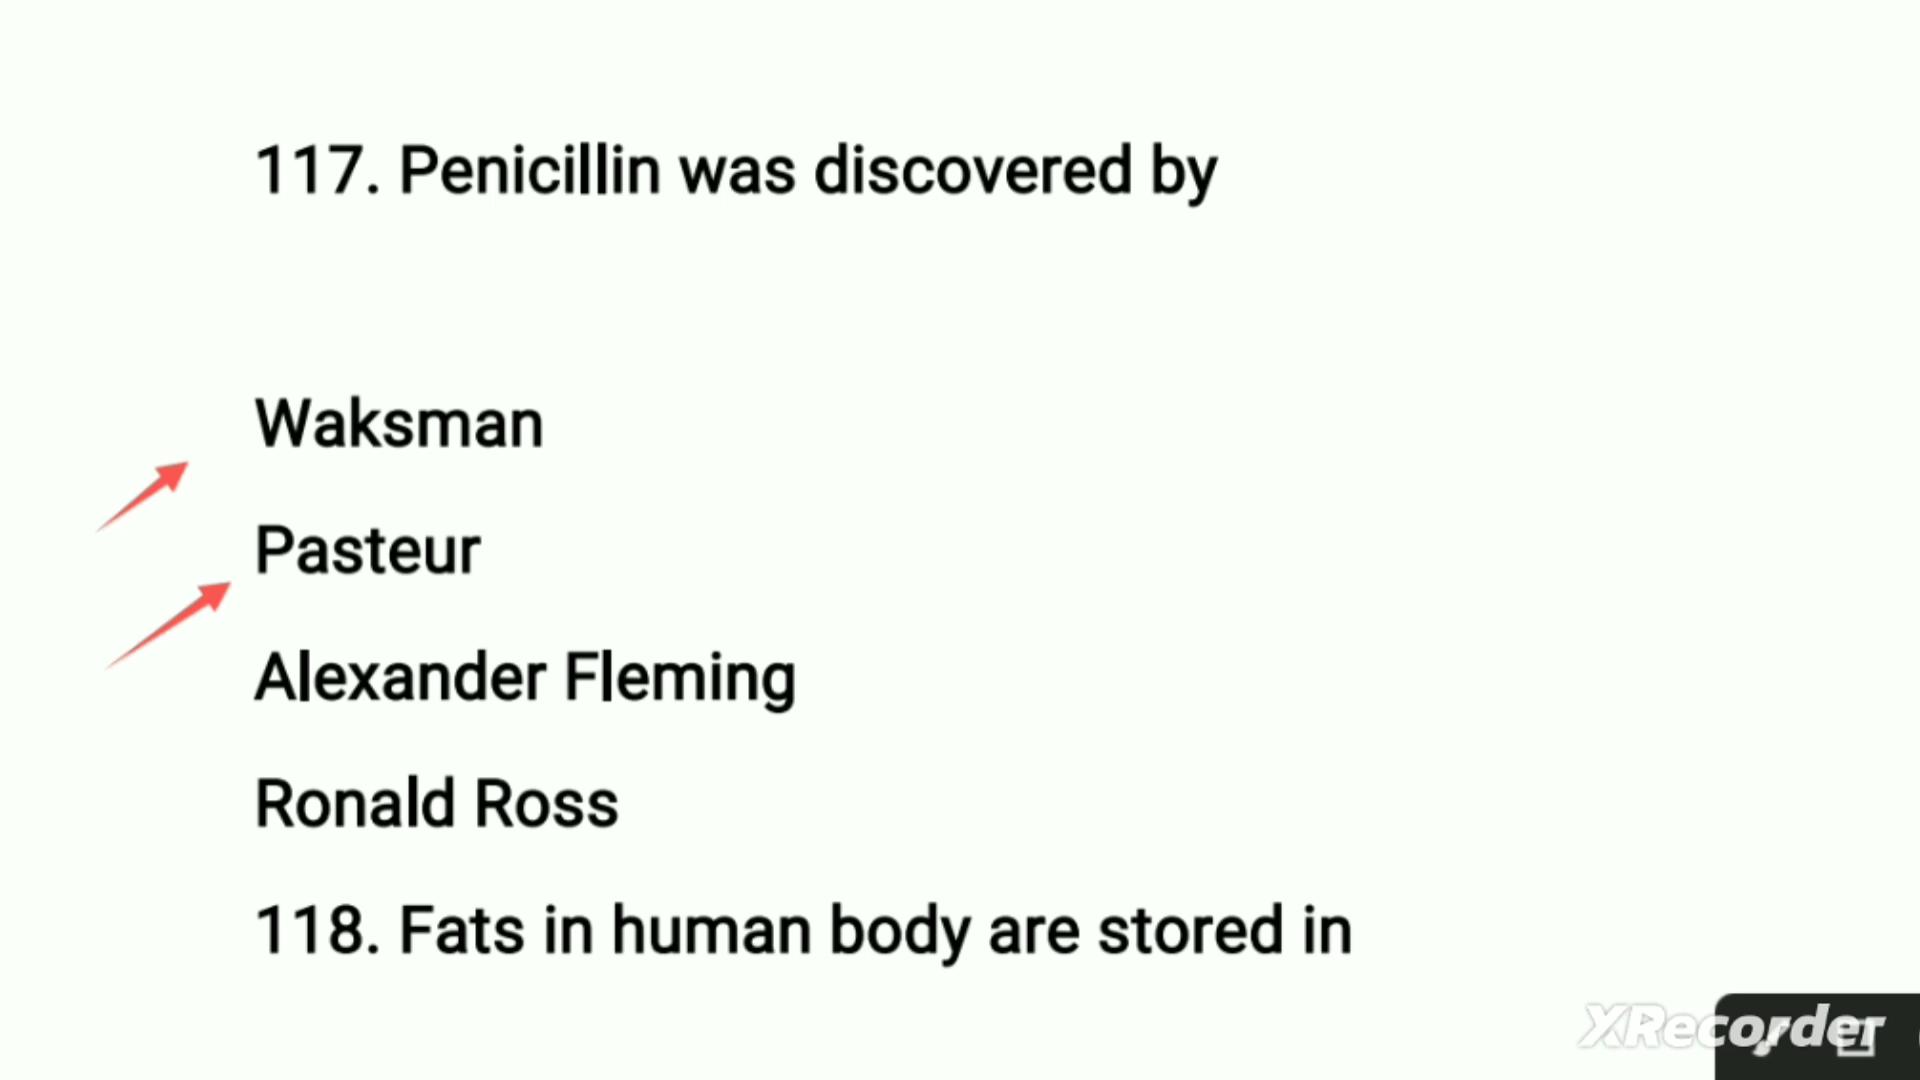 117. Penicillin was discovered by
Waksman
Pasteur
Alexander Fleming
Ronald Ross
118. Fats in human body are stored in
XRecorder